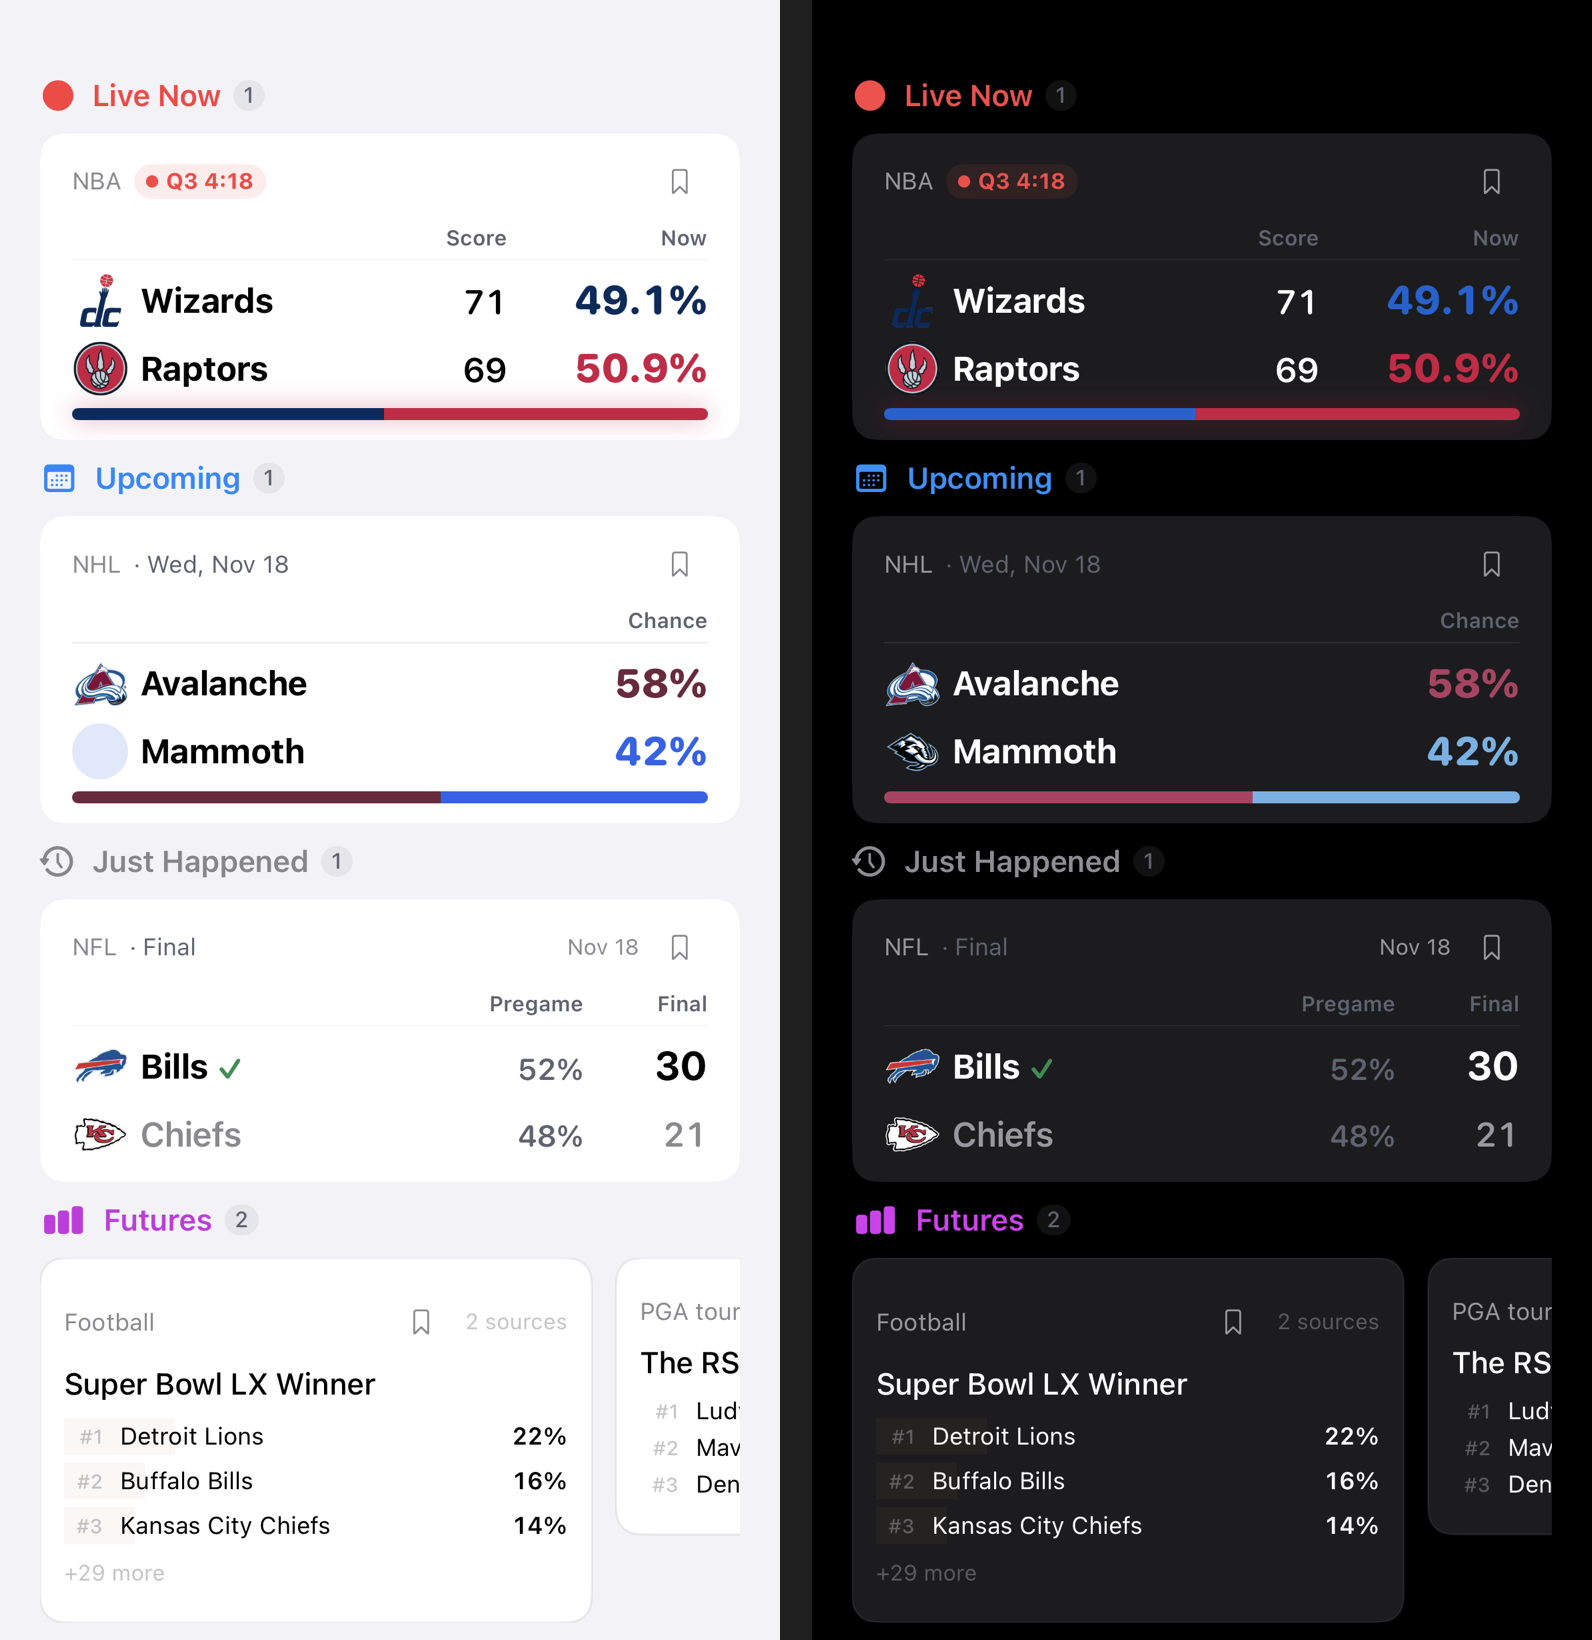 Live Now 1
NBA Q3 4:18
Score Now
Wizards 71 49.1%
Raptors 69 50.9%
Upcoming 1
NHL · Wed, Nov 18
Chance
Avalanche 58%
Mammoth 42%
Just Happened 1
NFL · Final Nov 18
Pregame Final
Bills 52% 30
Chiefs 48% 21
Futures 2
Football 2 sources
Super Bowl LX Winner
#1 Detroit Lions 22%
#2 Buffalo Bills 16%
#3 Kansas City Chiefs 14%
+29 more
PGA tour
The RS
#1 Lud
#2 Mav
#3 Den
Live Now 1
NBA Q3 4:18
Score Now
Wizards 71 49.1%
Raptors 69 50.9%
Upcoming 1
NHL · Wed, Nov 18
Chance
Avalanche 58%
Mammoth 42%
Just Happened 1
NFL · Final Nov 18
Pregame Final
Bills 52% 30
Chiefs 48% 21
Futures 2
Football 2 sources
Super Bowl LX Winner
#1 Detroit Lions 22%
#2 Buffalo Bills 16%
#3 Kansas City Chiefs 14%
+29 more
PGA tour
The RS
#1 Lud
#2 Mav
#3 Den